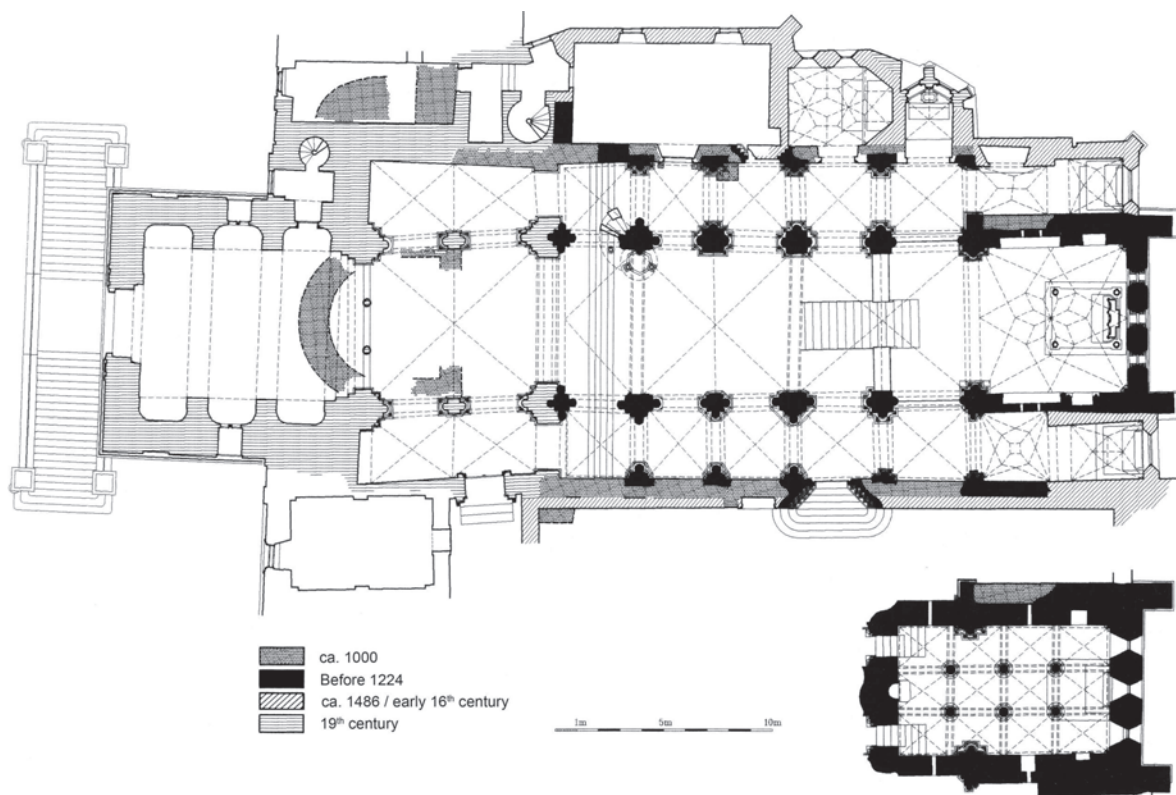 ca. 1000
Before 1224
ca. 1486 / early 16th century
19th century
1m 5m 10m